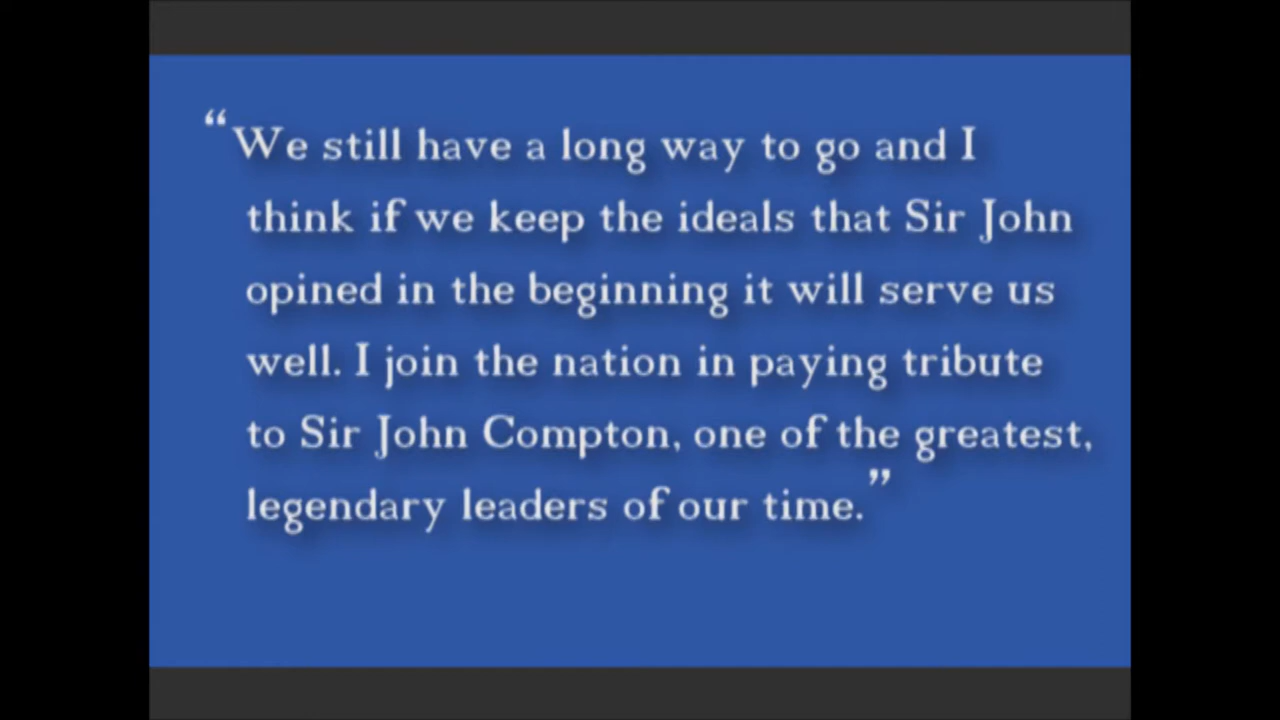 “We still have a long way to go and I
think if we keep the ideals that Sir John
opined in the beginning it will serve us
well. I join the nation in paying tribute
to Sir John Compton, one of the greatest,
legendary leaders of our time.”